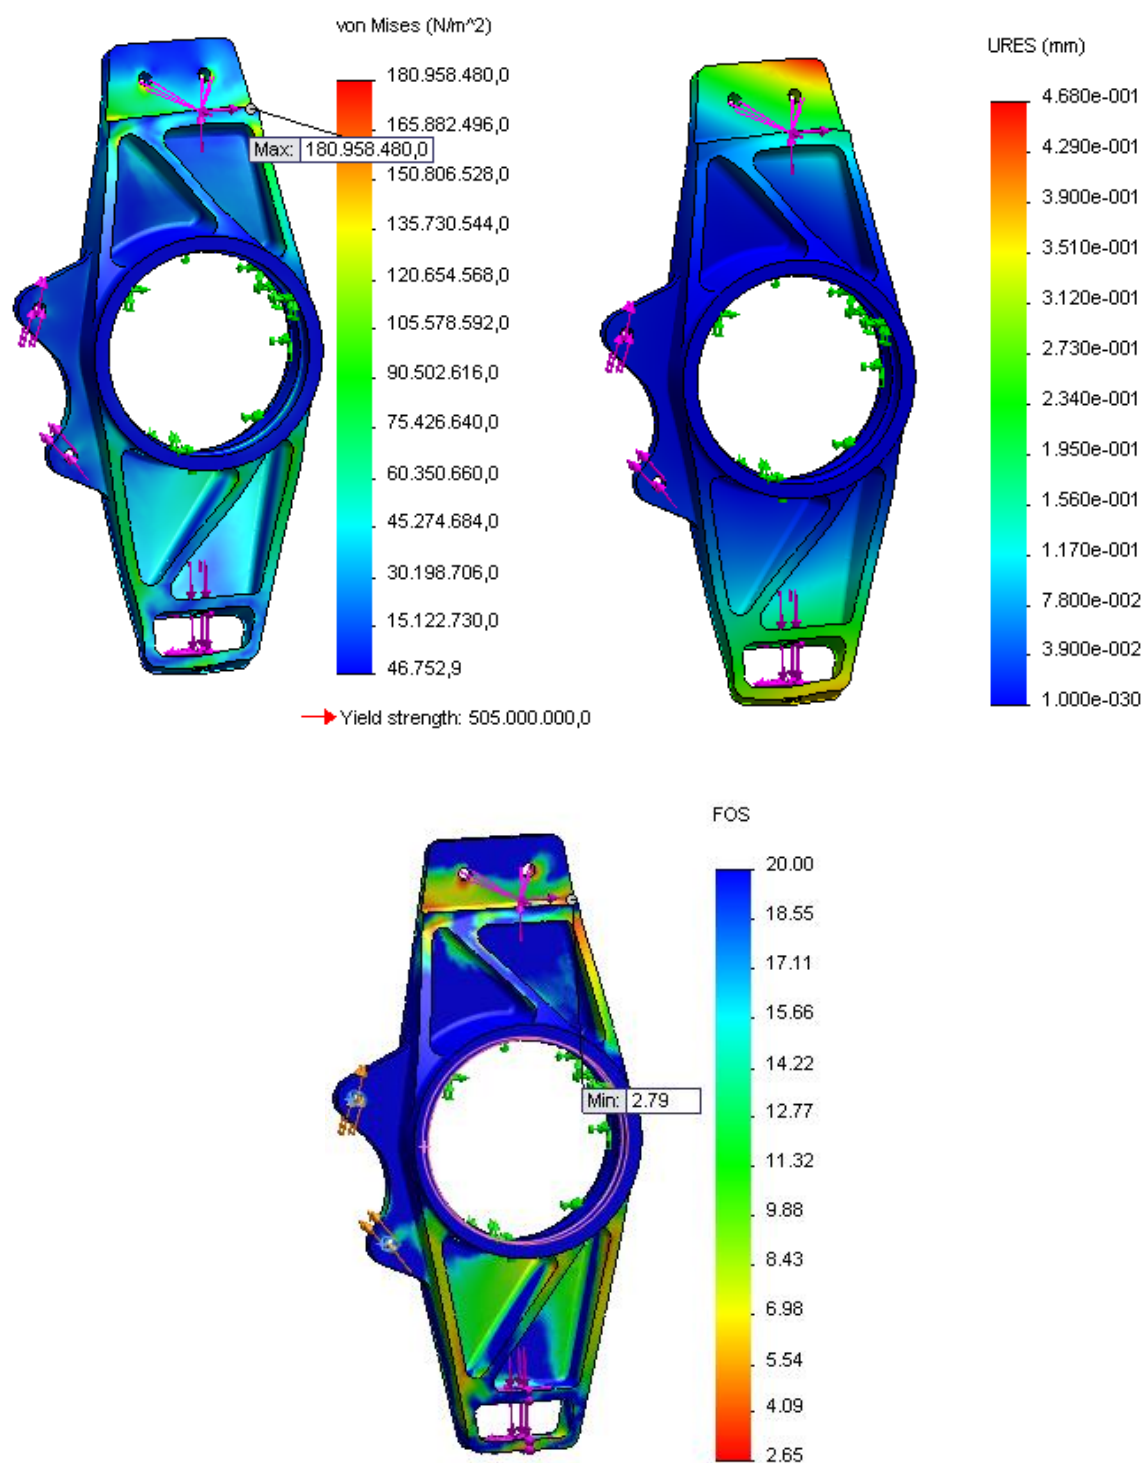 von Mises (N/m^2)
180.958.480,0
165.882.496,0
150.806.528,0
135.730.544,0
120.654.568,0
105.578.592,0
90.502.616,0
75.426.640,0
60.350.660,0
45.274.684,0
30.198.706,0
15.122.730,0
46.752,9
Max: 180.958.480,0
Yield strength: 505.000.000,0
URES (mm)
4.680e-001
4.290e-001
3.900e-001
3.510e-001
3.120e-001
2.730e-001
2.340e-001
1.950e-001
1.560e-001
1.170e-001
7.800e-002
3.900e-002
1.000e-030
FOS
20.00
18.55
17.11
15.66
14.22
12.77
11.32
9.88
8.43
6.98
5.54
4.09
2.65
Min: 2.79